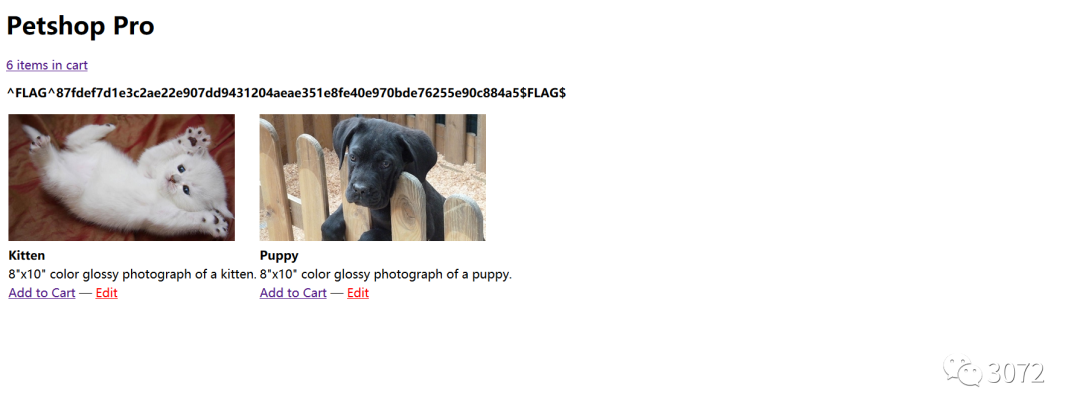 Petshop Pro
6 items in cart
^FLAG^87fdef7d1e3c2ae22e907dd9431204aeae351e8fe40e970bde76255e90c884a5$FLAG$
Kitten
8"x10" color glossy photograph of a kitten.
Add to Cart — Edit
Puppy
8"x10" color glossy photograph of a puppy.
Add to Cart — Edit
3072